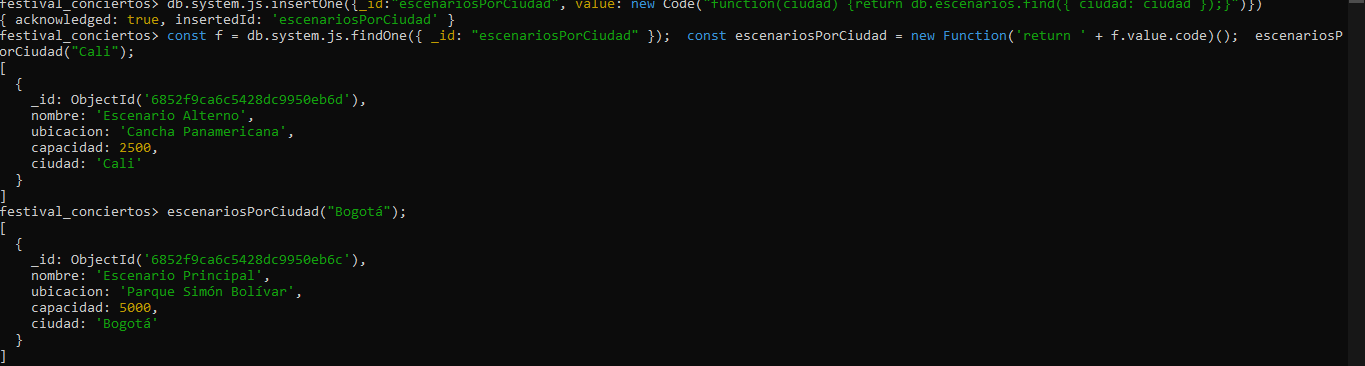 festival_conciertos> db.system.js.insertOne({_id:"escenariosPorCiudad", value: new Code("function(ciudad) {return db.escenarios.find({ ciudad: ciudad });}")})
{ acknowledged: true, insertedId: 'escenariosPorCiudad' }
festival_conciertos> const f = db.system.js.findOne({ _id: "escenariosPorCiudad" });  const escenariosPorCiudad = new Function('return ' + f.value.code)();  escenariosP
orCiudad("Cali");
[
  {
    _id: ObjectId('6852f9ca6c5428dc9950eb6d'),
    nombre: 'Escenario Alterno',
    ubicacion: 'Cancha Panamericana',
    capacidad: 2500,
    ciudad: 'Cali'
  }
]
festival_conciertos> escenariosPorCiudad("Bogotá");
[
  {
    _id: ObjectId('6852f9ca6c5428dc9950eb6c'),
    nombre: 'Escenario Principal',
    ubicacion: 'Parque Simón Bolívar',
    capacidad: 5000,
    ciudad: 'Bogotá'
  }
]